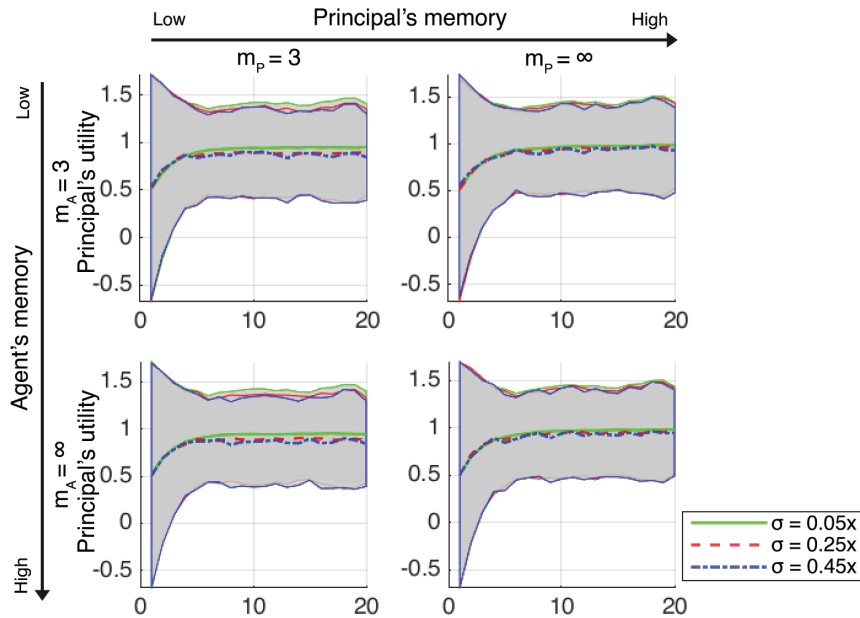 Low Principal's memory High
m_P = 3 m_P = ∞
Low
Agent's memory
High
m_A = 3
Principal's utility
1.5
1
0.5
0
-0.5
0 10 20
0.5
1
1.5
0
-0.5
0 10 20
m_A = ∞
Principal's utility
1.5
1
0.5
0
-0.5
0 10 20
1.5
1
0.5
0
-0.5
0 10 20
σ = 0.05x
σ = 0.25x
σ = 0.45x